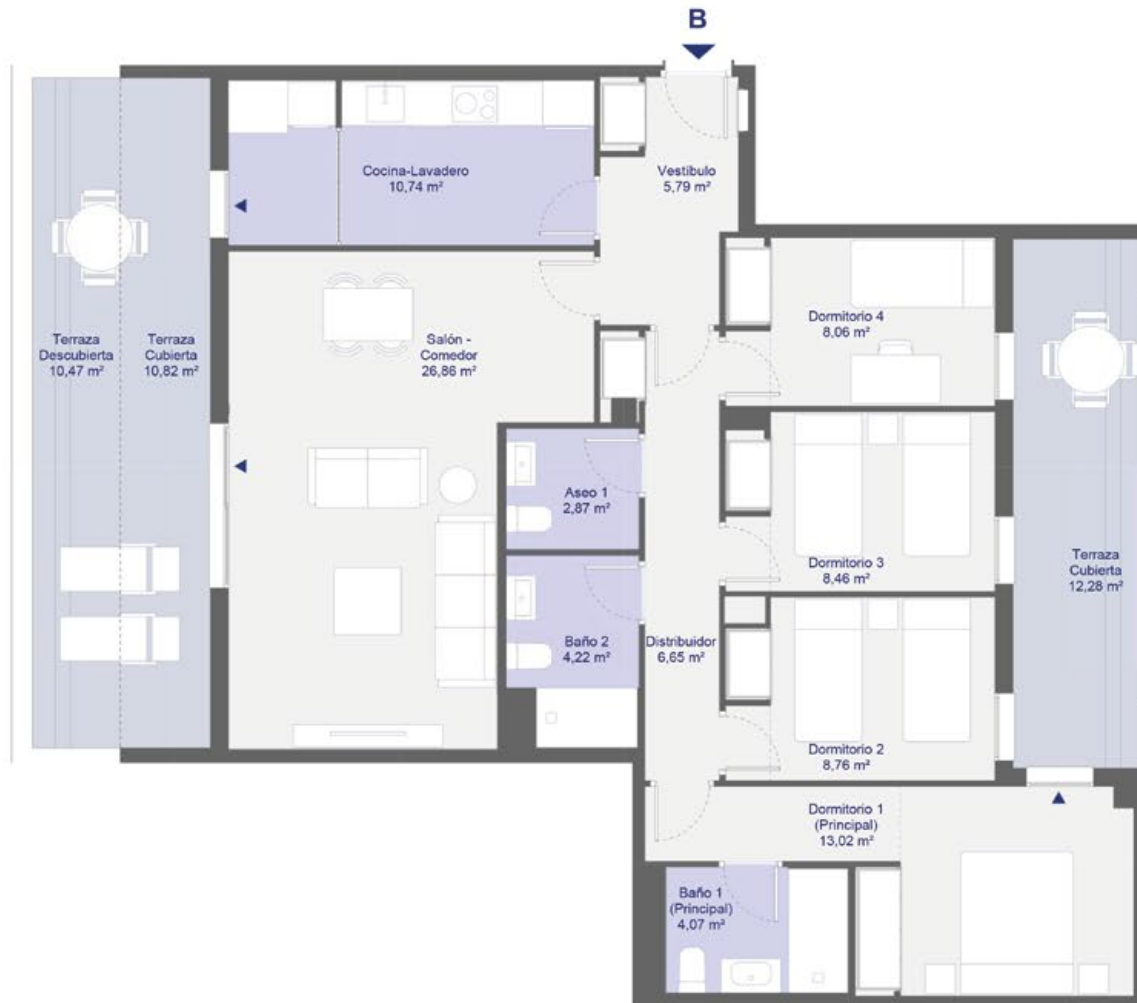 B
Cocina-Lavadero
10,74 m²
Vestíbulo
5,79 m²
Terraza
Descubierta
10,47 m²
Terraza
Cubierta
10,82 m²
Salón -
Comedor
26,86 m²
Dormitorio 4
8,06 m²
Aseo 1
2,87 m²
Dormitorio 3
8,46 m²
Terraza
Cubierta
12,28 m²
Baño 2
4,22 m²
Distribuidor
6,65 m²
Dormitorio 2
8,76 m²
Dormitorio 1
(Principal)
13,02 m²
Baño 1
(Principal)
4,07 m²